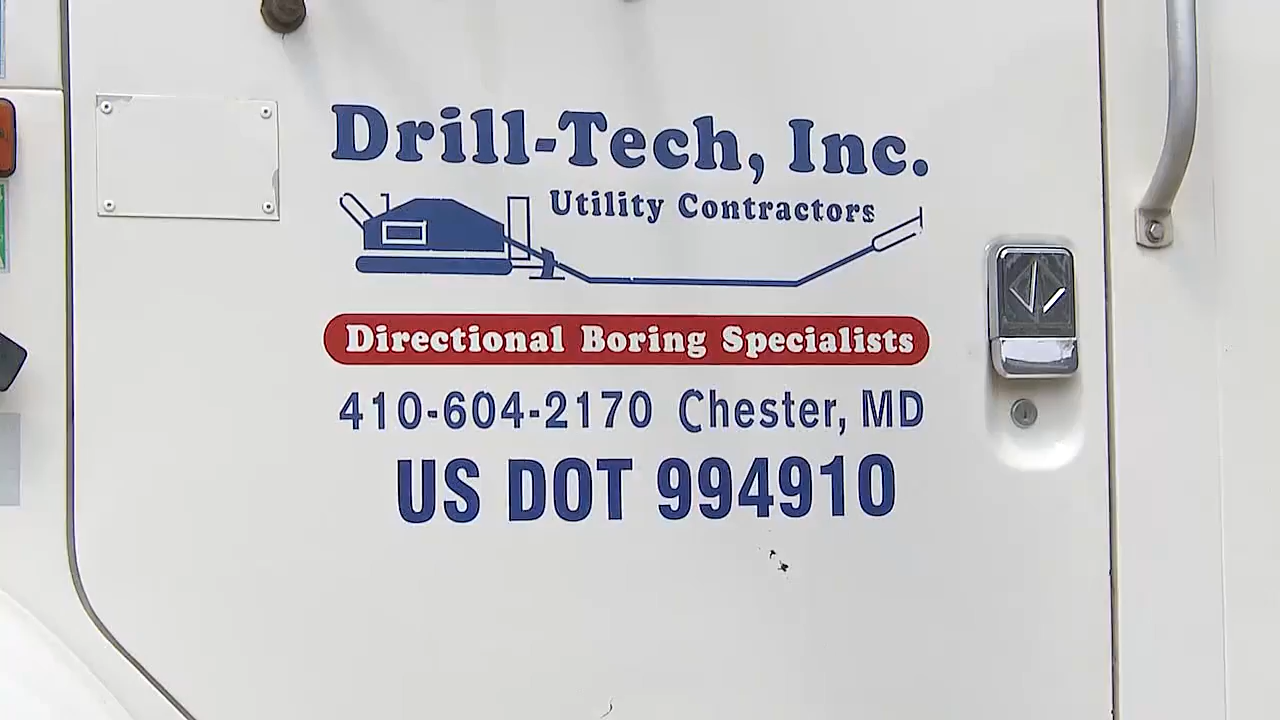 Drill-Tech, Inc.
Utility Contractors
Directional Boring Specialists
410-604-2170 Chester, MD
US DOT 994910